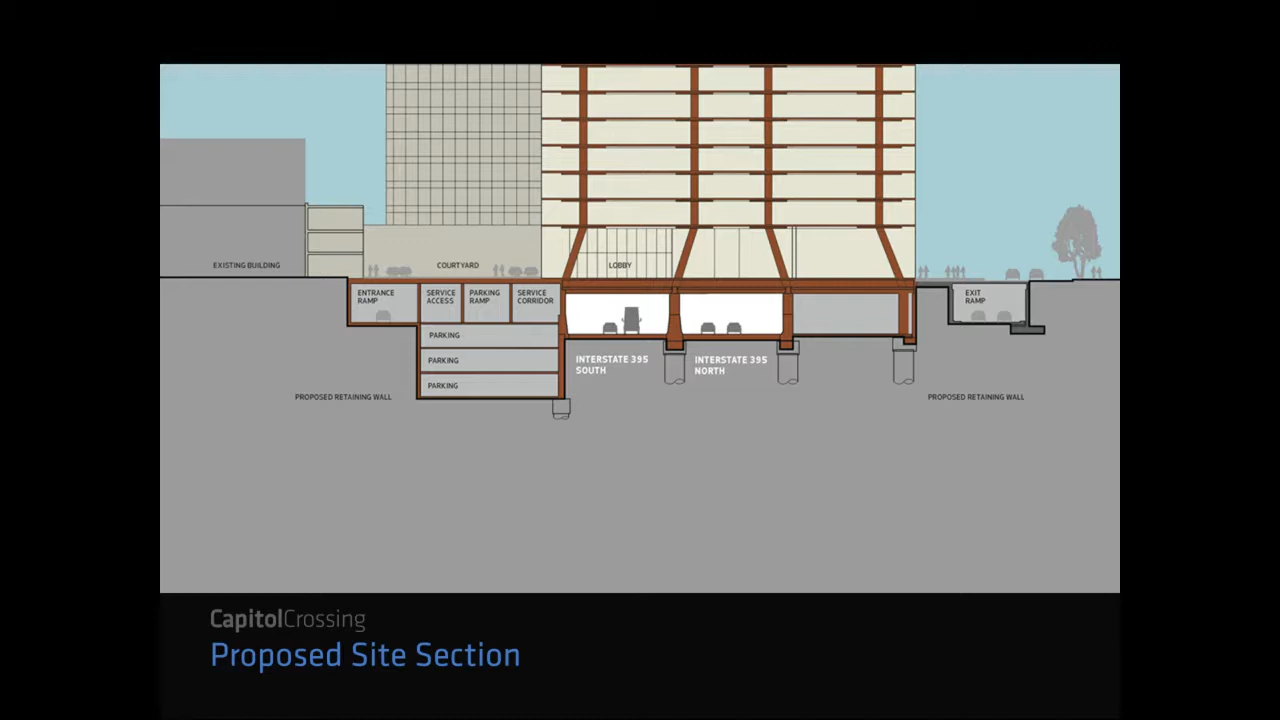 EXISTING BUILDING
COURTYARD
LOBBY
ENTRANCE
RAMP
SERVICE
ACCESS
PARKING
RAMP
SERVICE
CORRIDOR
EXIT
RAMP
PARKING
PARKING
PARKING
INTERSTATE 395
SOUTH
INTERSTATE 395
NORTH
PROPOSED RETAINING WALL
PROPOSED RETAINING WALL
CapitolCrossing
Proposed Site Section